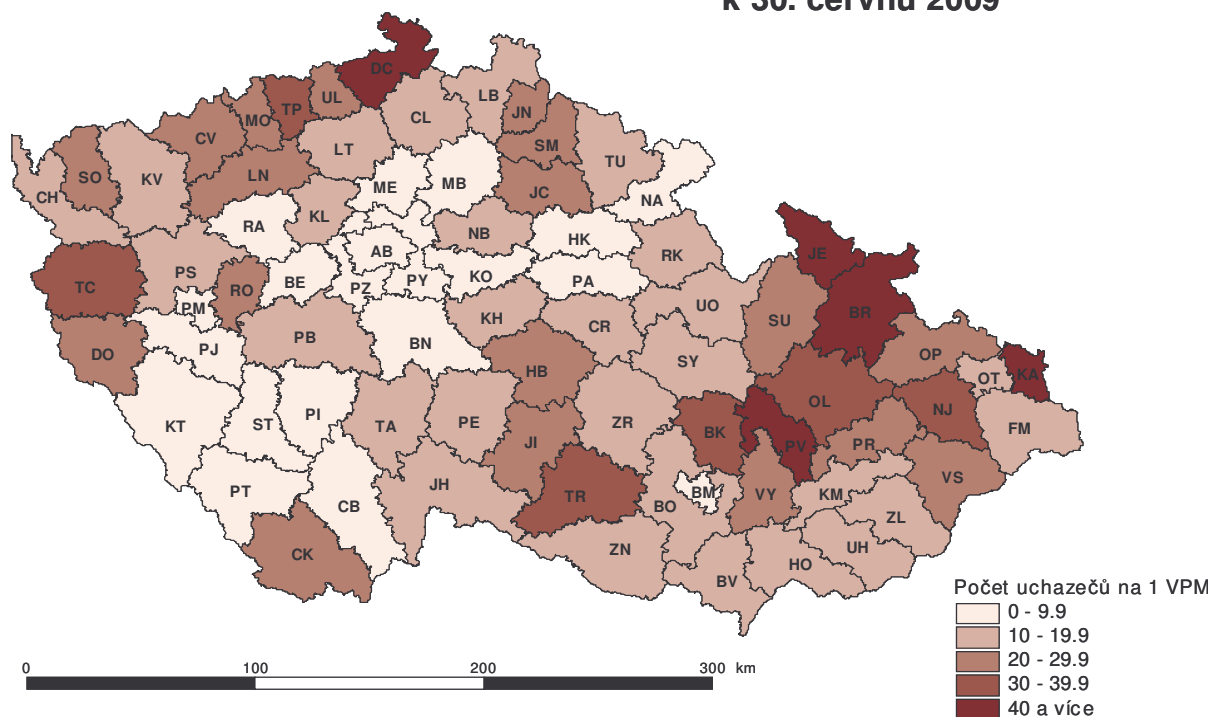 k 30. červnu 2009
DC
LB
UL
TP
JN
MO
CL
CV
SM
LT
TU
SO
KV
LN
ME
MB
JC
CH
NA
KL
RA
NB
HK
AB
RK
JE
PS
KO
PA
BE
PY
TC
RO
PZ
PM
UO
BR
KH
SU
CR
PB
BN
PJ
DO
OP
SY
HB
OT
KA
OL
NJ
PI
KT
ST
TA
PE
ZR
FM
BK
JI
PV
PR
VS
JH
PT
TR
BM
VY
KM
CB
BO
ZL
ZN
UH
CK
HO
BV
Počet uchazečů na 1 VPM
0 - 9.9
10 - 19.9
20 - 29.9
30 - 39.9
40 a více
0 100 200 300 km